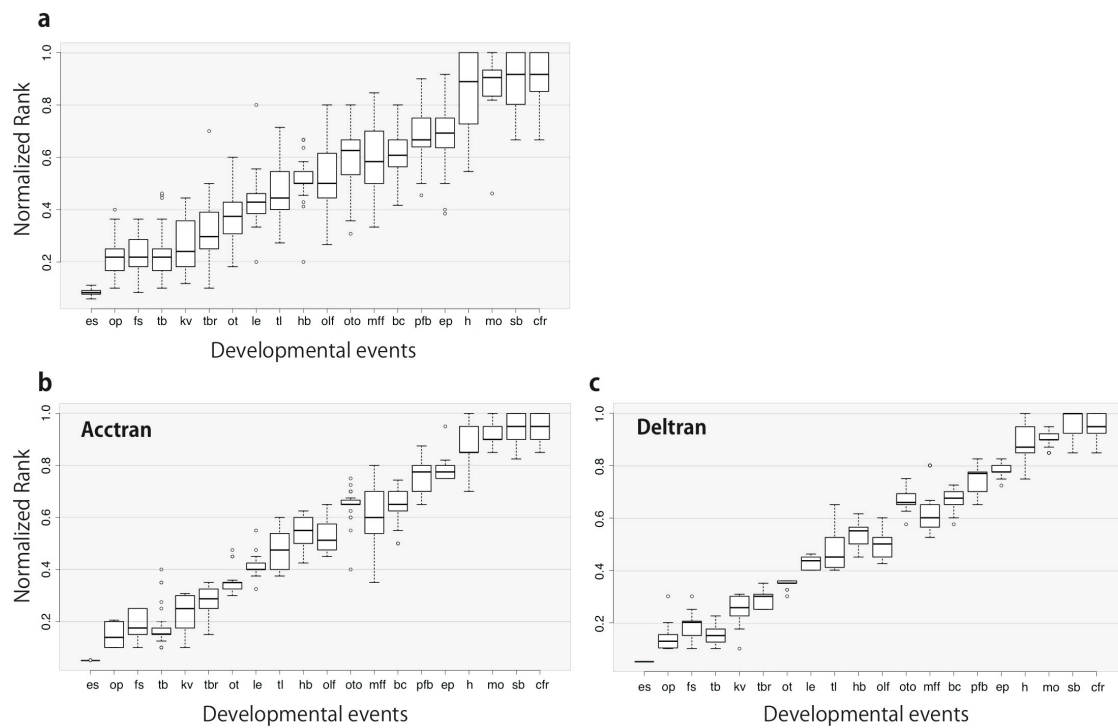 a
Normalized Rank
1.0
0.8
0.6
0.4
0.2
es op fs tb kv tbr ot le tl hb olf oto mff bc pfb ep h mo sb cfr
Developmental events
b
Acctran
Normalized Rank
1.0
0.8
0.6
0.4
0.2
es op fs tb kv tbr ot le tl hb olf oto mff bc pfb ep h mo sb cfr
Developmental events
c
Deltran
1.0
0.8
0.6
0.4
0.2
es op fs tb kv tbr ot le tl hb olf oto mff bc pfb ep h mo sb cfr
Developmental events